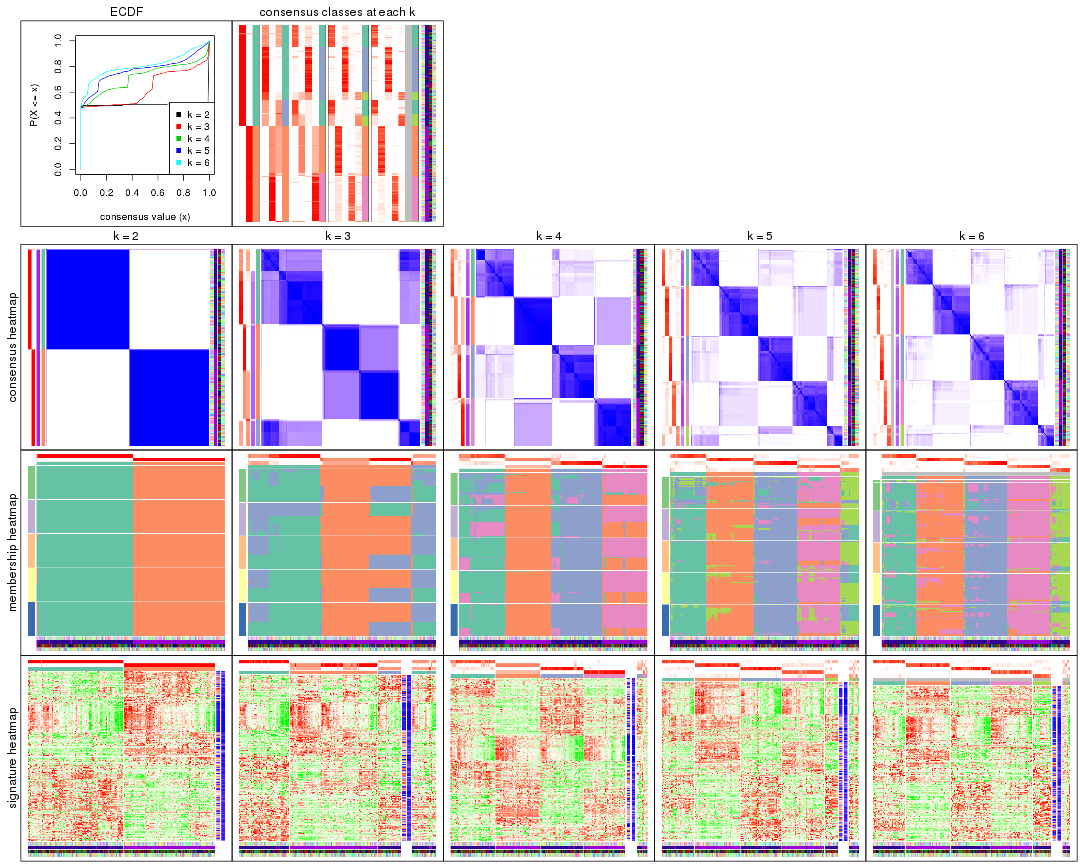 ECDF
consensus classes at each k
P(X <= x)
0.0 0.2 0.4 0.6 0.8 1.0
k = 2
k = 3
k = 4
k = 5
k = 6
0.0 0.2 0.4 0.6 0.8 1.0
consensus value (x)
k = 2
k = 3
k = 4
k = 5
k = 6
consensus heatmap
membership heatmap
signature heatmap